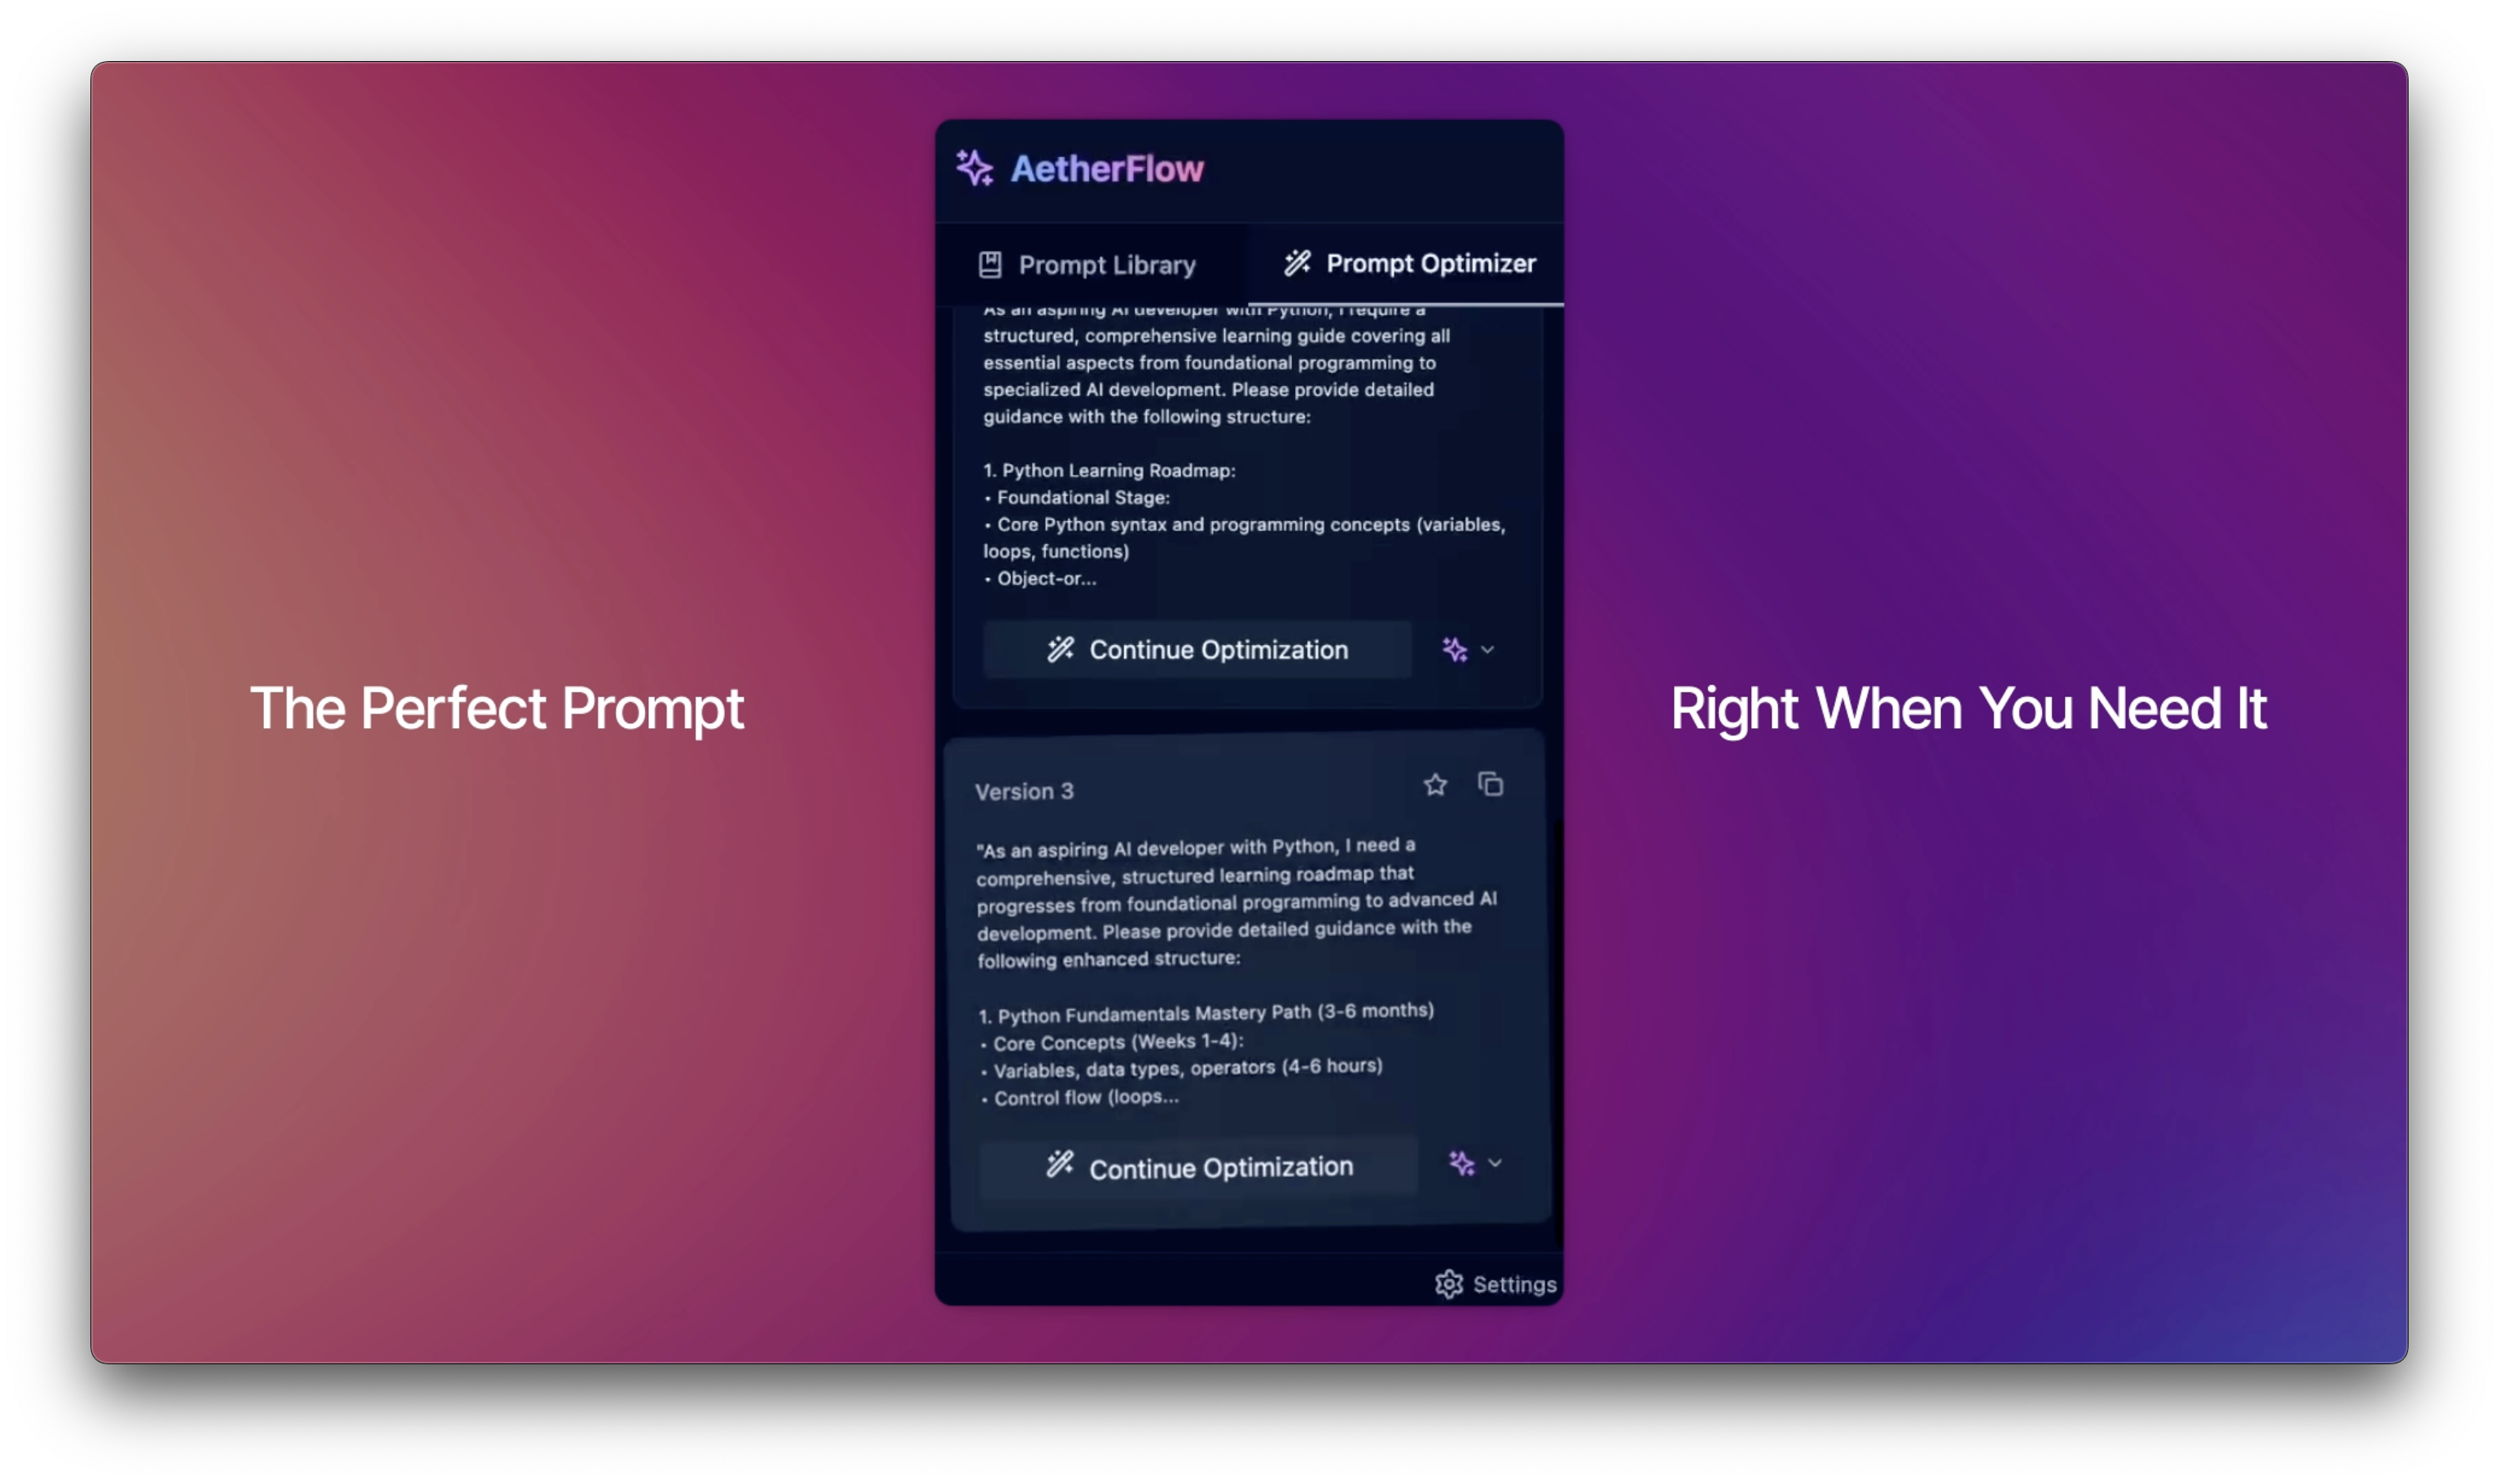 AetherFlow
Prompt Library
Prompt Optimizer
As an aspiring AI developer with Python, I require a
structured, comprehensive learning guide covering all
essential aspects from foundational programming to
specialized AI development. Please provide detailed
guidance with the following structure:
1. Python Learning Roadmap:
• Foundational Stage:
• Core Python syntax and programming concepts (variables,
loops, functions)
• Object-or...
Continue Optimization
The Perfect Prompt
Right When You Need It
Version 3
"As an aspiring AI developer with Python, I need a
comprehensive, structured learning roadmap that
progresses from foundational programming to advanced AI
development. Please provide detailed guidance with the
following enhanced structure:
1. Python Fundamentals Mastery Path (3-6 months)
• Core Concepts (Weeks 1-4):
• Variables, data types, operators (4-6 hours)
• Control flow (loops...
Continue Optimization
Settings